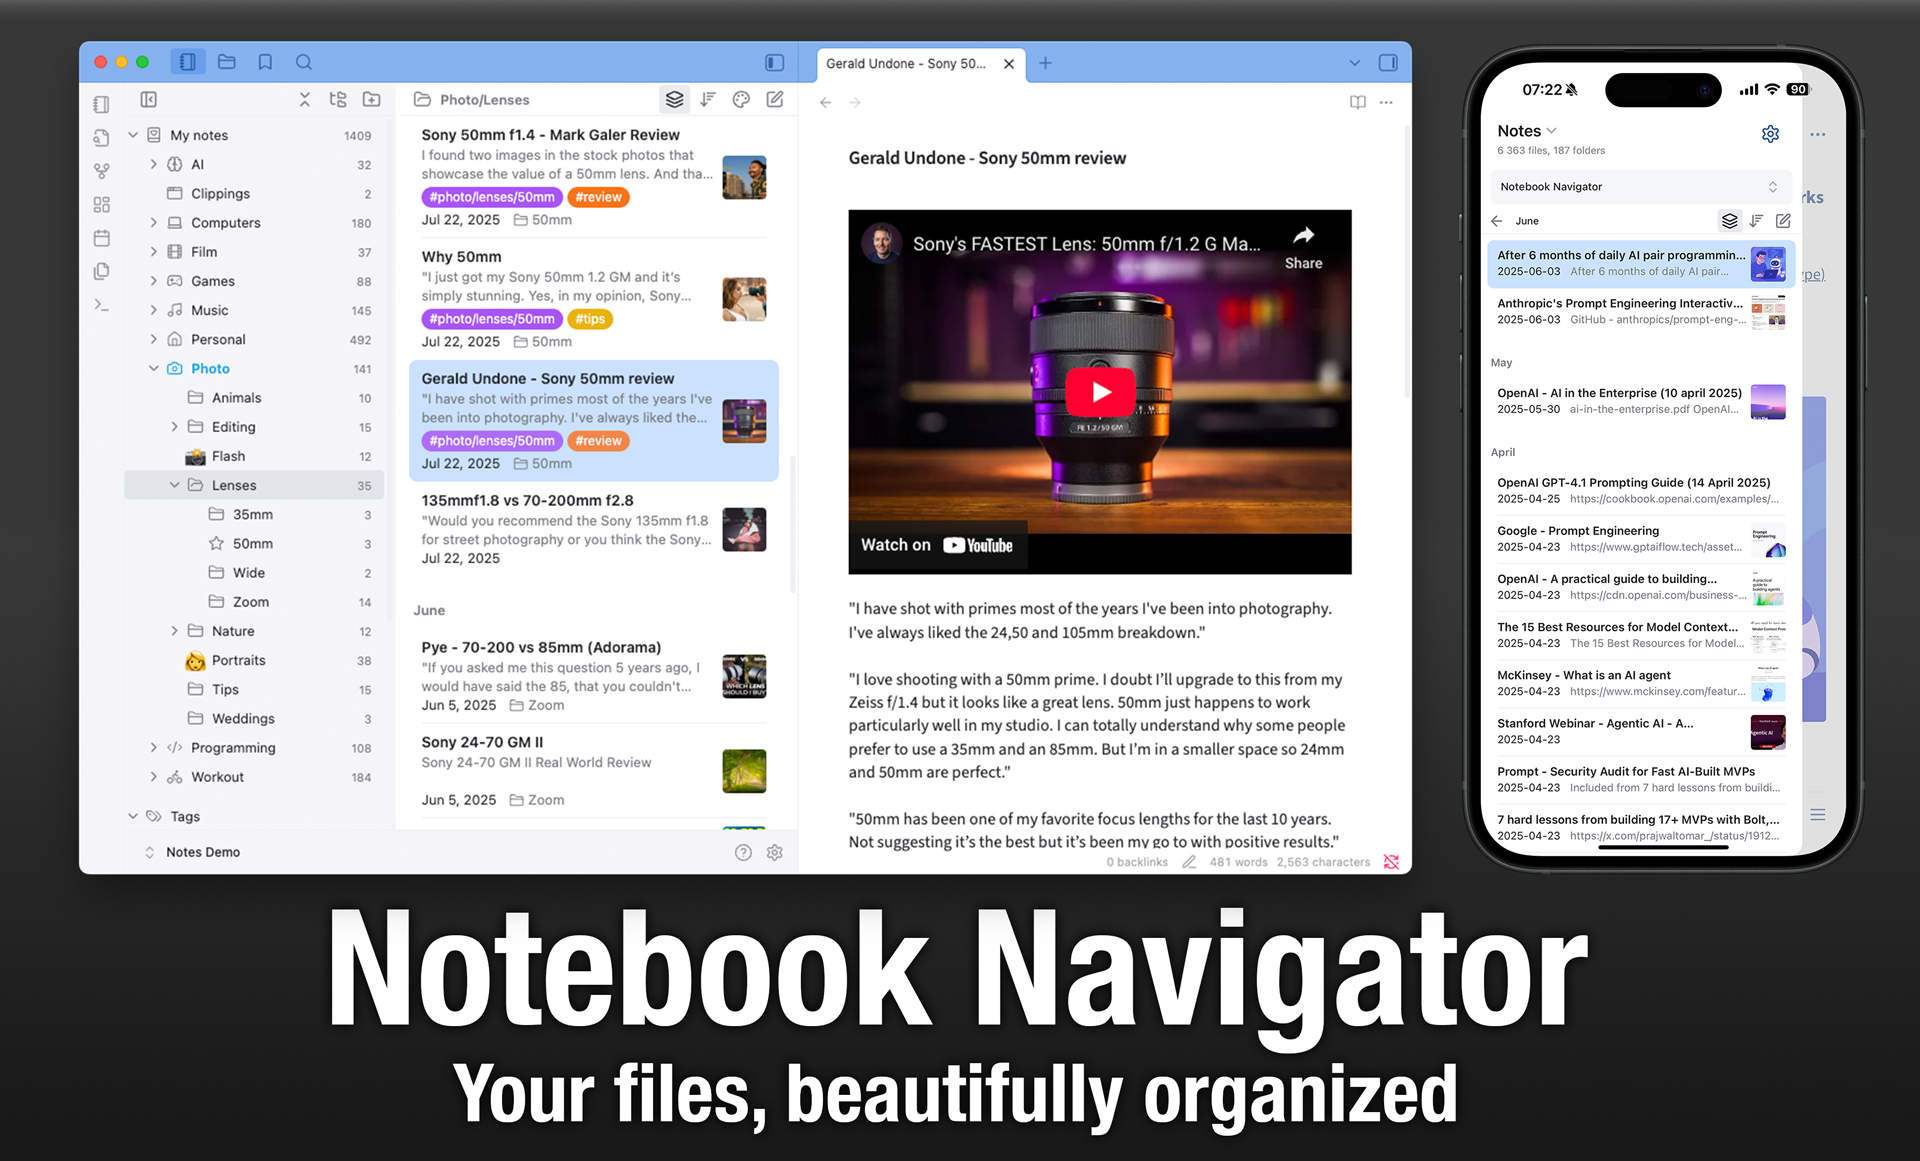 Gerald Undone - Sony 50...
Photo/Lenses
My notes 1409
AI 32
Clippings 2
Computers 180
Film 37
Games 88
Music 145
Personal 492
Photo 141
Animals 10
Editing 15
Flash 12
Lenses 35
35mm 3
50mm 3
Wide 2
Zoom 14
Nature 12
Portraits 38
Tips 15
Weddings 3
Programming 108
Workout 184
Tags
Notes Demo
Sony 50mm f1.4 - Mark Galer Review
I found two images in the stock photos that
showcase the value of a 50mm lens. And tha...
#photo/lenses/50mm #review
Jul 22, 2025 50mm
Why 50mm
"I just got my Sony 50mm 1.2 GM and it's
simply stunning. Yes, in my opinion, Sony...
#photo/lenses/50mm #tips
Jul 22, 2025 50mm
Gerald Undone - Sony 50mm review
"I have shot with primes most of the years I've
been into photography. I've always liked the...
#photo/lenses/50mm #review
Jul 22, 2025 50mm
135mmf1.8 vs 70-200mm f2.8
"Would you recommend the Sony 135mm f1.8
for street photography or you think the Sony...
Jul 22, 2025
June
Pye - 70-200 vs 85mm (Adorama)
"If you asked me this question 5 years ago, I
would have said the 85, that you couldn't...
Jun 5, 2025 Zoom
WHICH LENS
SHOULD I BUY
Sony 24-70 GM II
Sony 24-70 GM II Real World Review
Jun 5, 2025 Zoom
Gerald Undone - Sony 50mm review
Sony's FASTEST Lens: 50mm f/1.2 G Ma...
Share
FE 1.2/50 GM
Watch on YouTube
"I have shot with primes most of the years I've been into photography.
I've always liked the 24,50 and 105mm breakdown."
"I love shooting with a 50mm prime. I doubt I'll upgrade to this from my
Zeiss f/1.4 but it looks like a great lens. 50mm just happens to work
particularly well in my studio. I can totally understand why some people
prefer to use a 35mm and an 85mm. But I'm in a smaller space so 24mm
and 50mm are perfect."
"50mm has been one of my favorite focus lengths for the last 10 years.
Not suggesting it's the best but it's been my go to with positive results."
0 backlinks 481 words 2,563 characters
07:22 90
Notes
6 363 files, 187 folders
Notebook Navigator
rks
June
After 6 months of daily AI pair programmin...
2025-06-03 After 6 months of daily AI pair...
ype)
Anthropic's Prompt Engineering Interactiv...
2025-06-03 GitHub - anthropics/prompt-eng-...
May
OpenAI - AI in the Enterprise (10 april 2025)
2025-05-30 ai-in-the-enterprise.pdf OpenAI...
April
OpenAI GPT-4.1 Prompting Guide (14 April 2025)
2025-04-25 https://cookbook.openai.com/examples/...
Google - Prompt Engineering
2025-04-23 https://www.gptaiflow.tech/asset...
Prompt
Engineering
OpenAI - A practical guide to building...
2025-04-23 https://cdn.openai.com/business-...
A practical
guide to
building agents
The 15 Best Resources for Model Context...
2025-04-23 The 15 Best Resources for Model...
McKinsey - What is an AI agent
2025-04-23 https://www.mckinsey.com/featur...
Stanford Webinar - Agentic AI - A...
2025-04-23
Agentic AI
Prompt - Security Audit for Fast AI-Built MVPs
2025-04-23 Included from 7 hard lessons from buildi...
7 hard lessons from building 17+ MVPs with Bolt,...
2025-04-23 https://x.com/prajwaltomar_/status/1912...
Notebook Navigator
Your files, beautifully organized